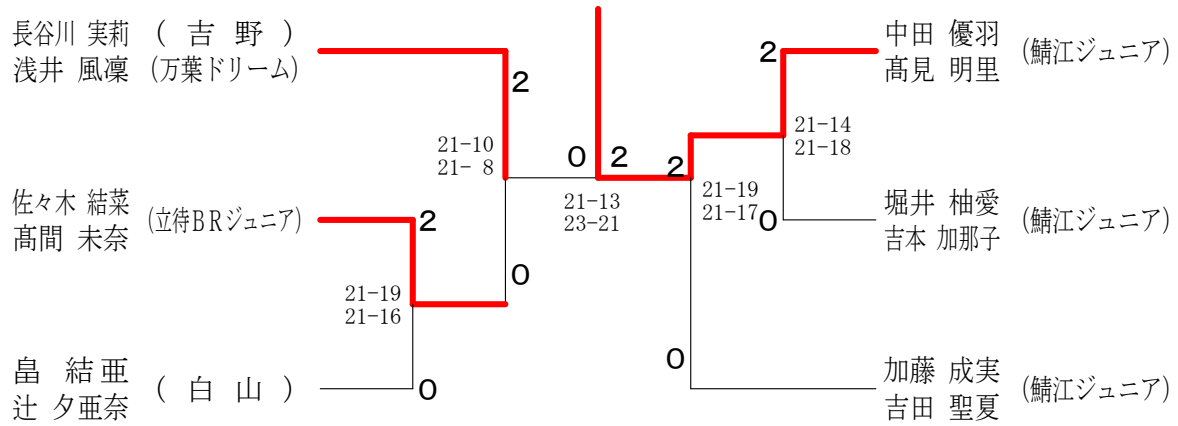 長谷川 実莉 (吉野)
浅井 風凜 (万葉ドリーム)
2
21-10
21- 8
佐々木 結菜
髙間 未奈
(立待BRジュニア)
2
0
21-19
21-16
畠 結亜
辻 夕亜奈
(白山)
0
0
2
21-13
23-21
2
中田 優羽
髙見 明里
(鯖江ジュニア)
2
21-14
21-18
21-19
21-17
0
堀井 柚愛
吉本 加那子
(鯖江ジュニア)
0
加藤 成実
吉田 聖夏
(鯖江ジュニア)